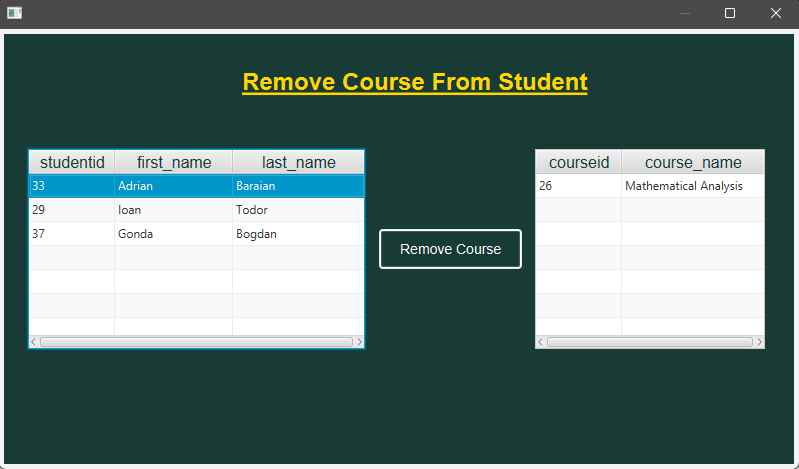 Remove Course From Student
studentid first_name last_name
33 Adrian Baraian
29 Ioan Todor
37 Gonda Bogdan
Remove Course
courseid course_name
26 Mathematical Analysis